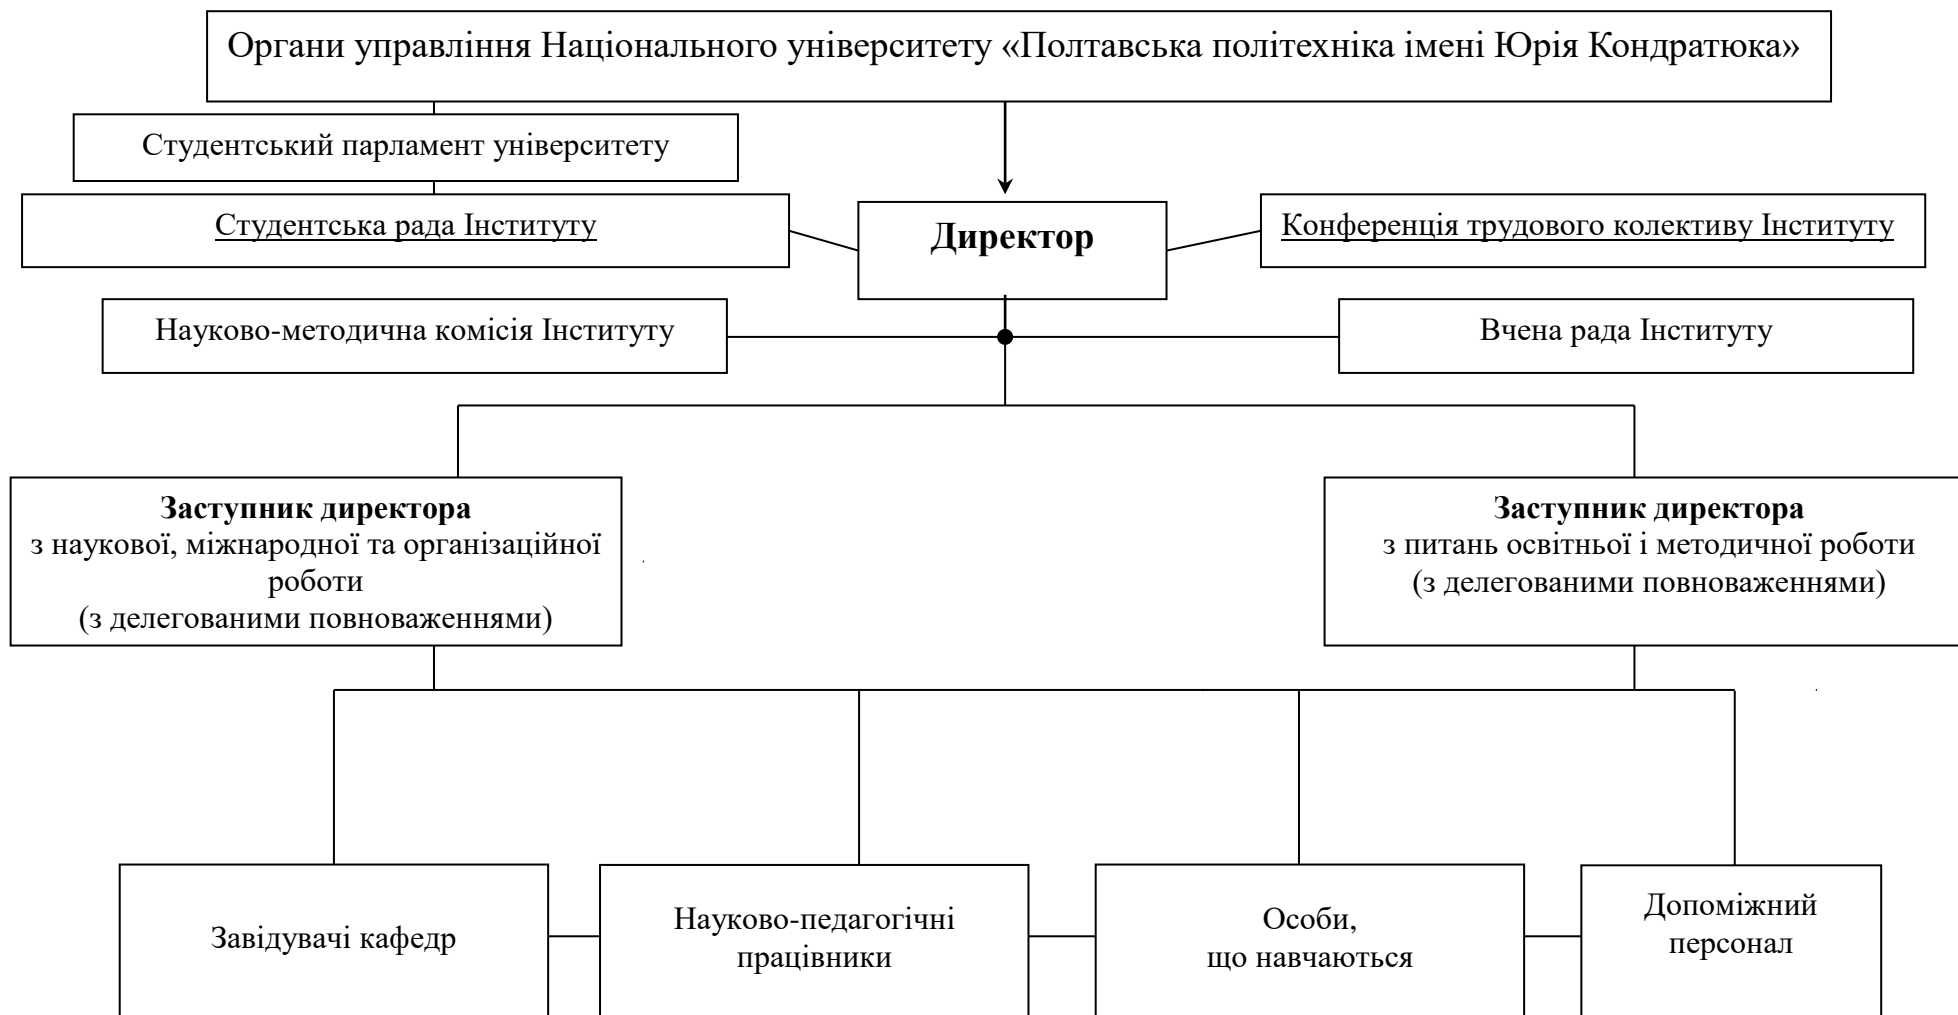 Органи управління Національного університету «Полтавська політехніка імені Юрія Кондратюка»
Студентський парламент університету
Студентська рада Інституту
Директор
Конференція трудового колективу Інституту
Науково-методична комісія Інституту
Вчена рада Інституту
Заступник директора
з наукової, міжнародної та організаційної
роботи
(з делегованими повноваженнями)
Заступник директора
з питань освітньої і методичної роботи
(з делегованими повноваженнями)
Завідувачі кафедр
Науково-педагогічні
працівники
Особи,
що навчаються
Допоміжний
персонал